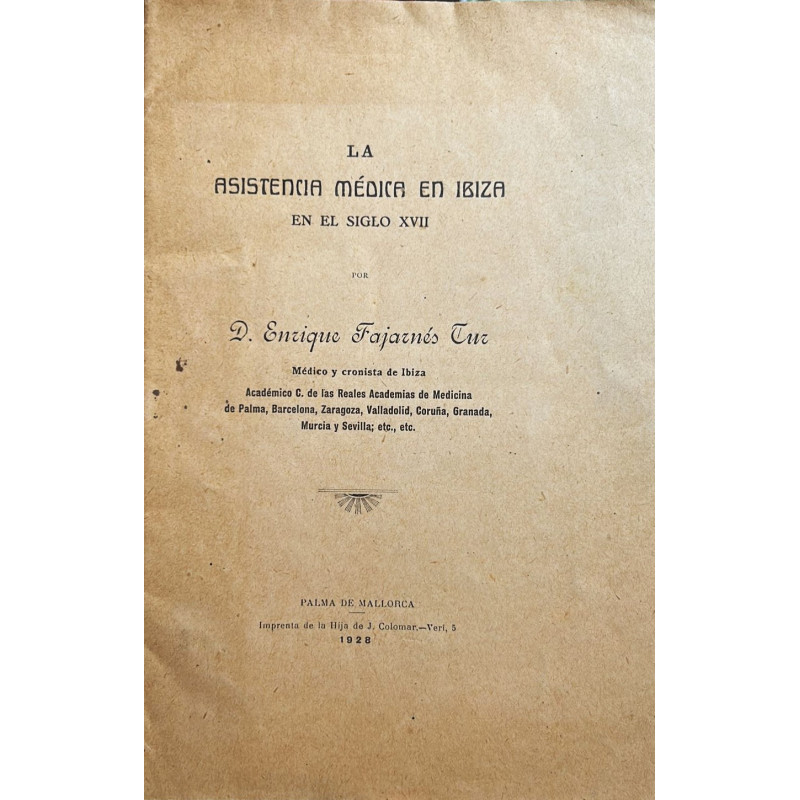 LA
ASISTENCIA MÉDICA EN IBIZA
EN EL SIGLO XVII
POR
D. Enrique Fajarnés Tur
Médico y cronista de Ibiza
Académico C. de las Reales Academias de Medicina
de Palma, Barcelona, Zaragoza, Valladolid, Coruña, Granada,
Murcia y Sevilla; etc., etc.
PALMA DE MALLORCA
Imprenta de la Hija de J. Colomar.—Verí, 5
1928